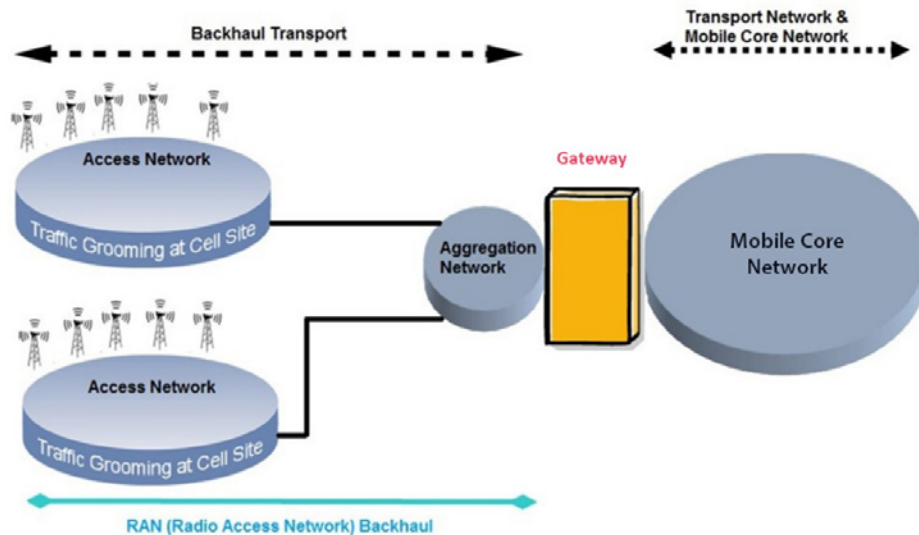 Backhaul Transport
Transport Network &
Mobile Core Network
Access Network
Traffic Grooming at Cell Site
Gateway
Aggregation
Network
Mobile Core
Network
Access Network
Traffic Grooming at Cell Site
RAN (Radio Access Network) Backhaul